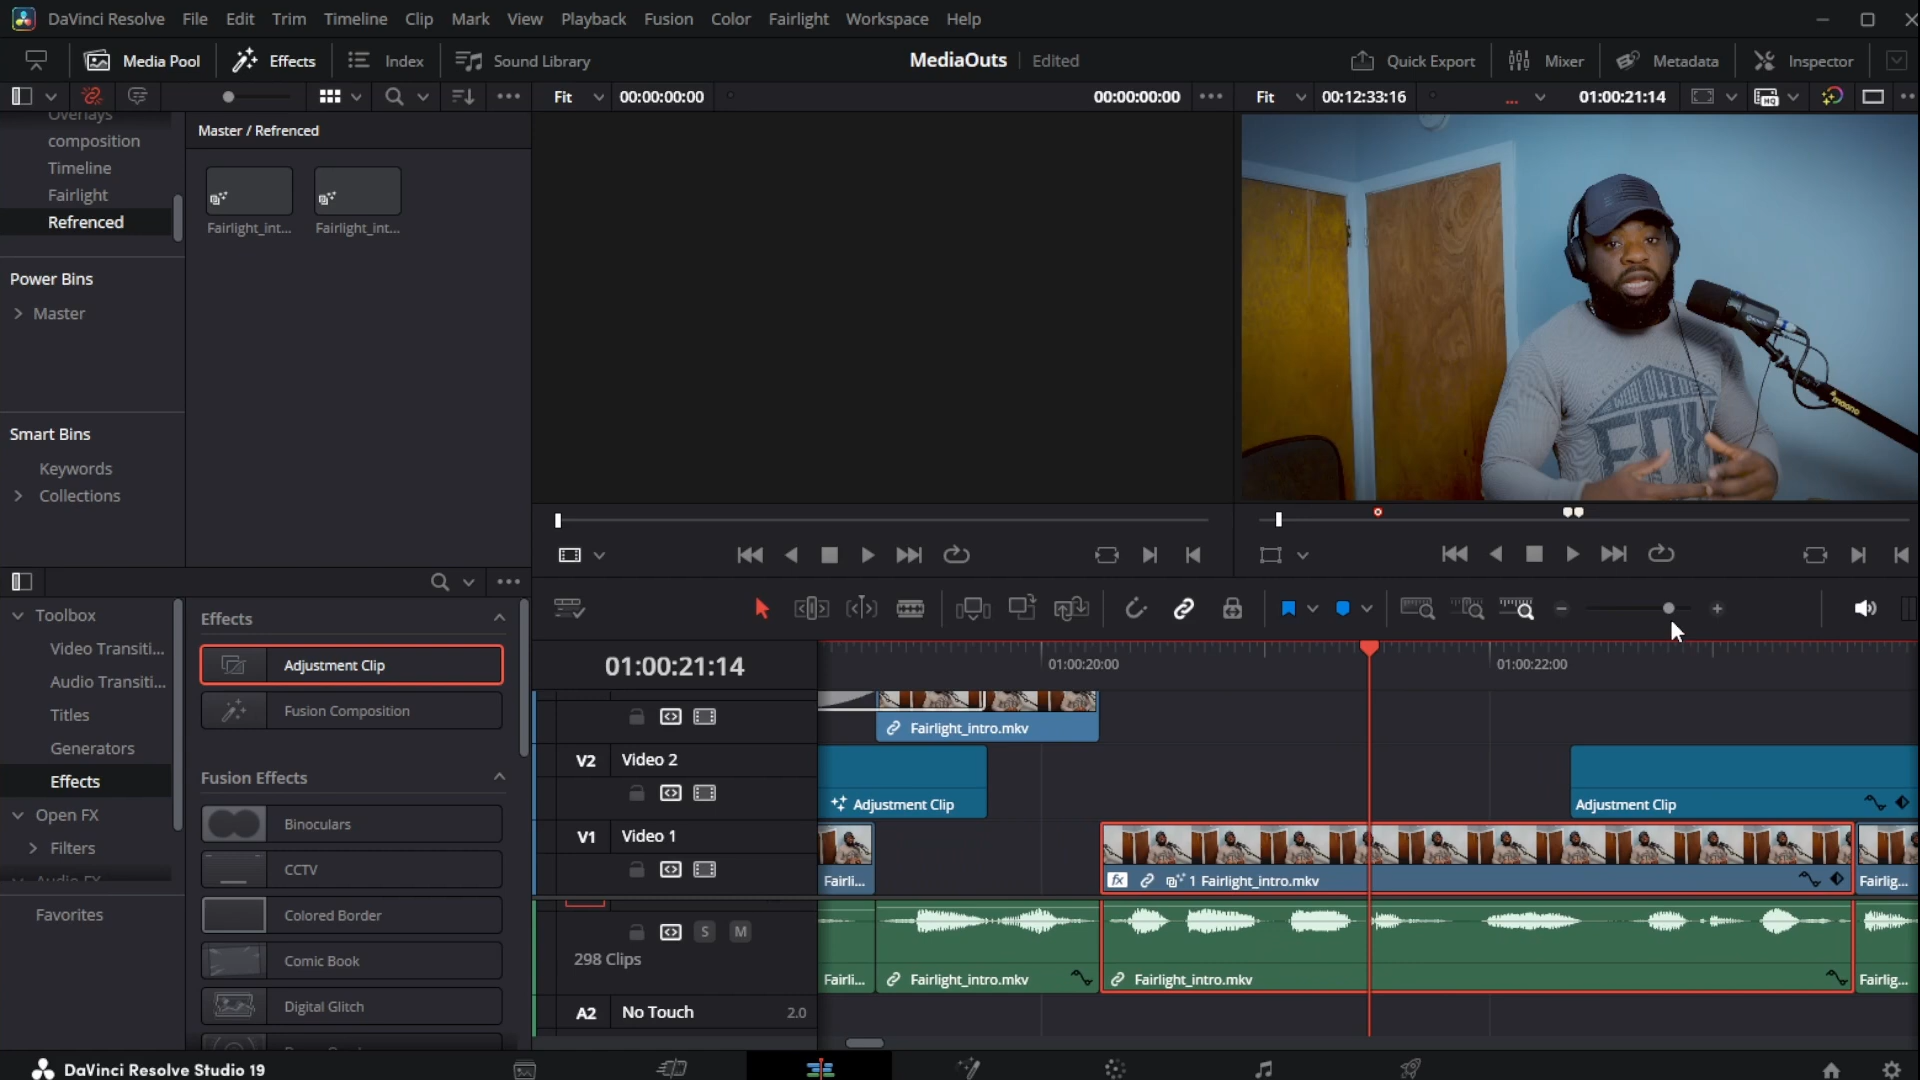 DaVinci Resolve File Edit Trim Timeline Clip Mark View Playback Fusion Color Fairlight Workspace Help
Media Pool Effects Index Sound Library MediaOuts Edited Quick Export Mixer Metadata Inspector
Fit 00:00:00:00 00:00:00:00 Fit 00:12:33:16 01:00:21:14
Overlays
composition
Timeline
Fairlight
Refrenced
Master / Refrenced
Fairlight_int... Fairlight_int...
Power Bins
Master
Smart Bins
Keywords
Collections
Toolbox
Video Transiti...
Audio Transiti...
Titles
Generators
Effects
Open FX
Filters
Audio FX
Favorites
Effects
Adjustment Clip
Fusion Composition
Fusion Effects
Binoculars
CCTV
Colored Border
Comic Book
Digital Glitch
01:00:21:14
01:00:20:00 01:00:22:00
Fairlight_intro.mkv
V2 Video 2
Adjustment Clip Adjustment Clip
V1 Video 1
Fairli... fx 1 Fairlight_intro.mkv Fairlig...
S M
298 Clips
Fairli... Fairlight_intro.mkv Fairlight_intro.mkv Fairlig...
A2 No Touch 2.0
DaVinci Resolve Studio 19